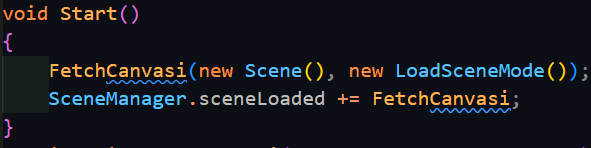 void Start()
{
FetchCanvasi(new Scene(), new LoadSceneMode());
SceneManager.sceneLoaded += FetchCanvasi;
}